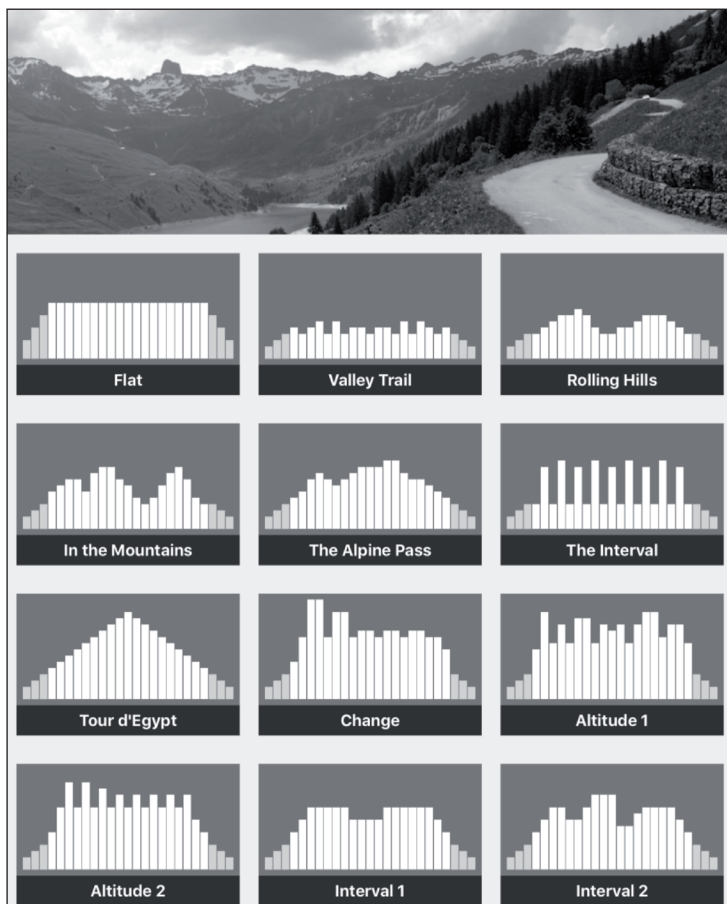 Flat
Valley Trail
Rolling Hills
In the Mountains
The Alpine Pass
The Interval
Tour d'Egypt
Change
Altitude 1
Altitude 2
Interval 1
Interval 2